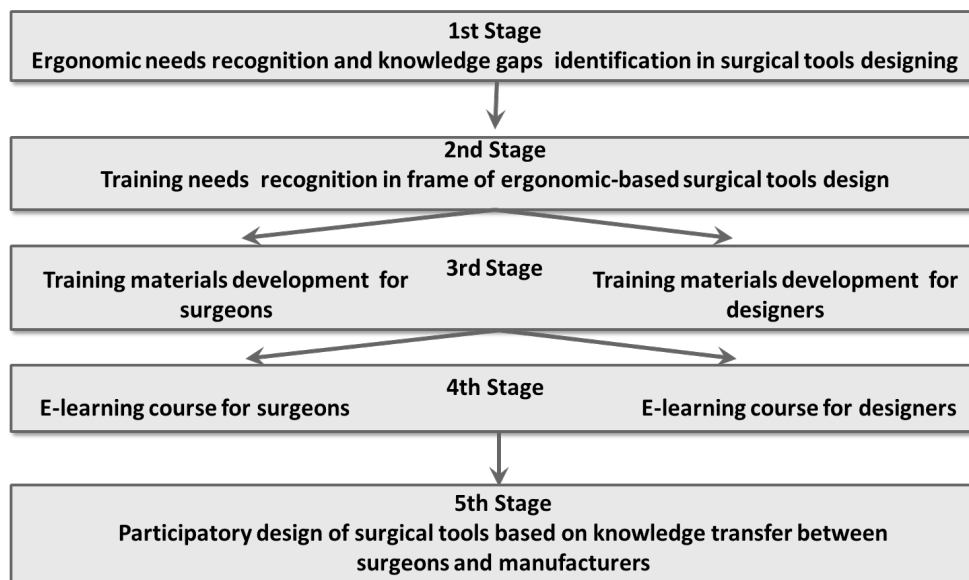 1st Stage
Ergonomic needs recognition and knowledge gaps identification in surgical tools designing
2nd Stage
Training needs recognition in frame of ergonomic-based surgical tools design
3rd Stage
Training materials development for
surgeons
Training materials development for
designers
4th Stage
E-learning course for surgeons
E-learning course for designers
5th Stage
Participatory design of surgical tools based on knowledge transfer between
surgeons and manufacturers